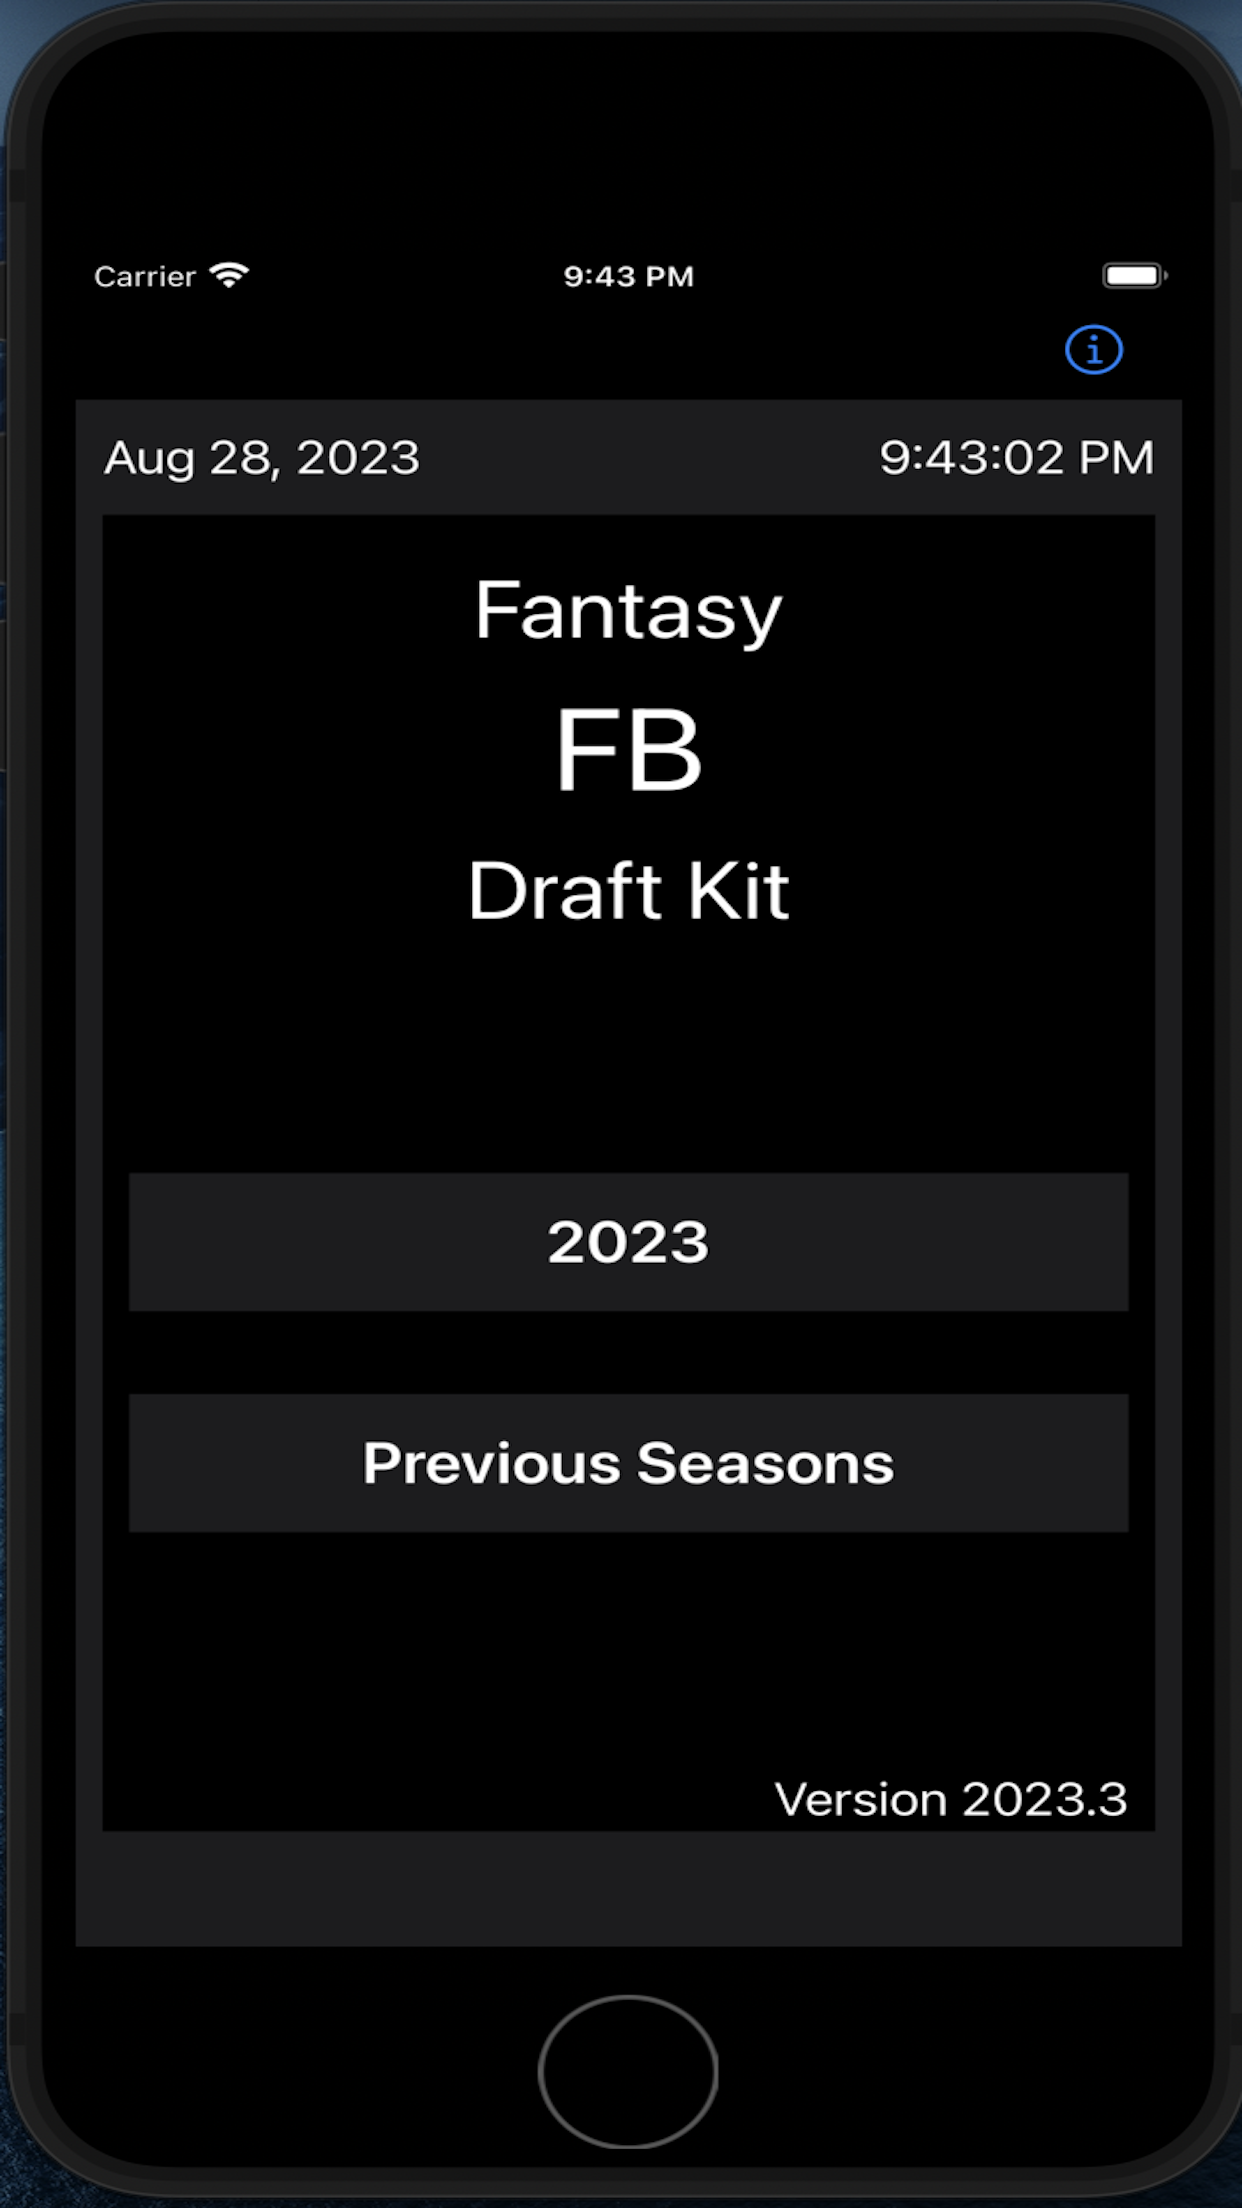 Carrier
9:43 PM
i
Aug 28, 2023
9:43:02 PM
Fantasy
FB
Draft Kit
2023
Previous Seasons
Version 2023.3